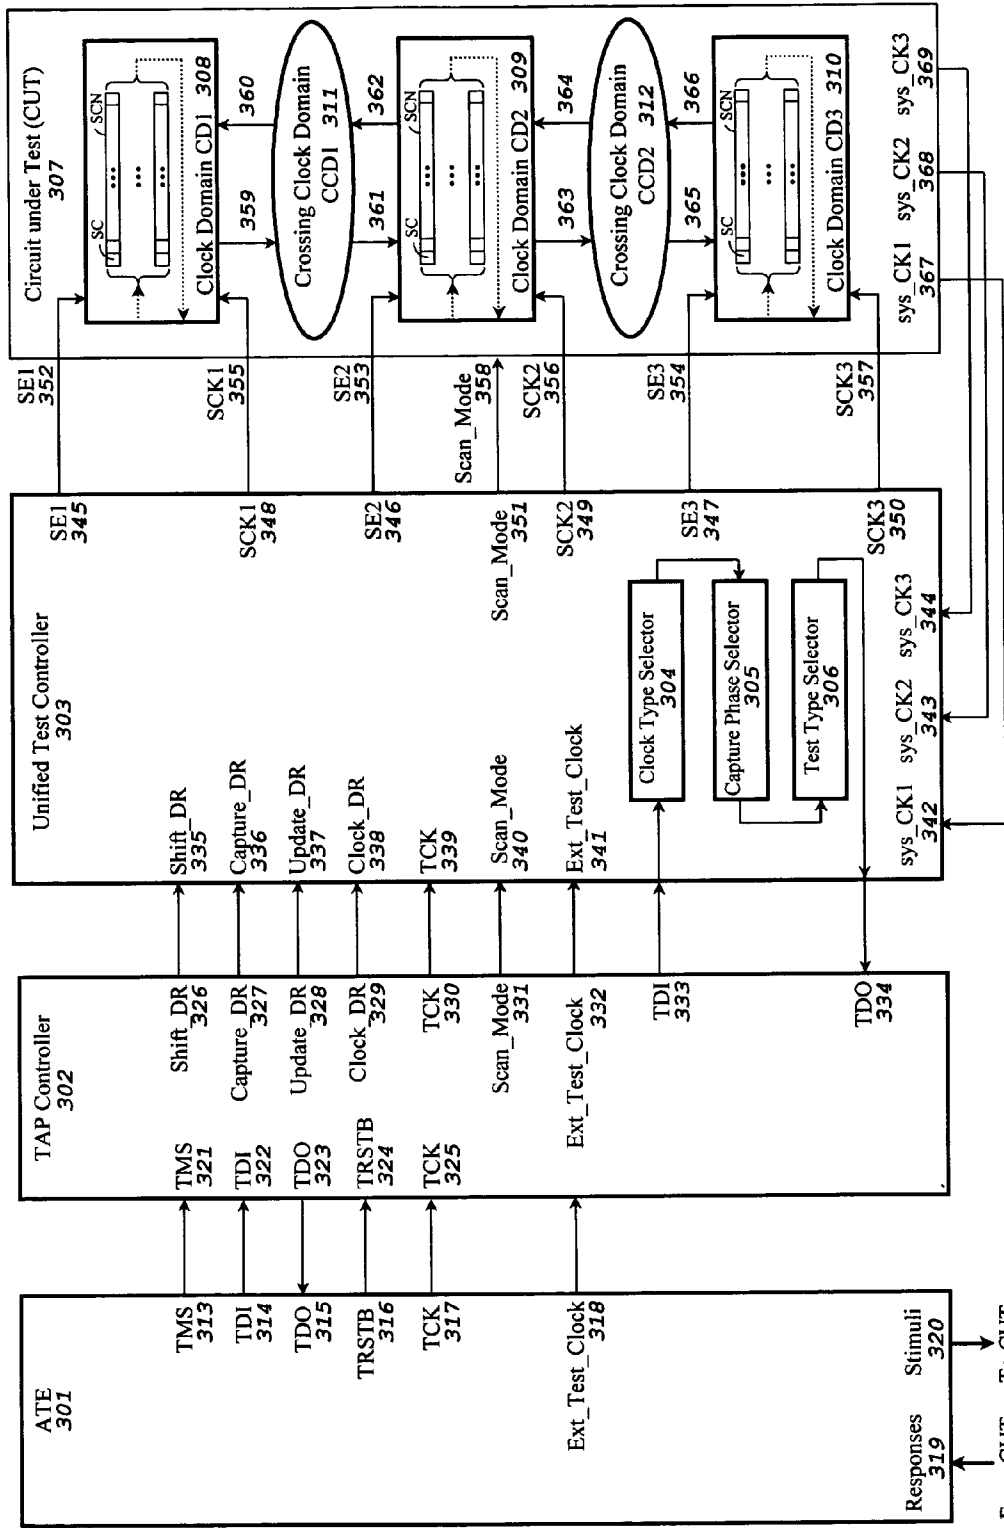 ATE
301
TMS
313
TDI
314
TDO
315
TRSTB
316
TCK
317
Ext_Test_Clock
318
Responses
319
Stimuli
320
CUT
To CUT
TAP Controller
302
TMS
321
TDI
322
TDO
323
TRSTB
324
TCK
325
Shift_DR
326
Capture_DR
327
Update_DR
328
Clock_DR
329
TCK
330
Scan_Mode
331
Ext_Test_Clock
332
TDI
333
TDO
334
Unified Test Controller
303
Shift_DR
335
Capture_DR
336
Update_DR
337
Clock_DR
338
TCK
339
Scan_Mode
340
Ext_Test_Clock
341
Clock Type Selector
304
Capture Phase Selector
305
Test Type Selector
306
sys_CK1
342
sys_CK2
343
sys_CK3
344
SE1
345
SCK1
348
SE2
346
Scan_Mode
351
SCK2
349
SE3
347
SCK3
350
SE1
352
SCK1
355
SE2
353
Scan_Mode
358
SCK2
356
SE3
354
SCK3
357
Circuit under Test (CUT)
307
SC
SCN
Clock Domain CD1 308
359
360
Crossing Clock Domain
CCD1 311
361
362
SC
SCN
Clock Domain CD2 309
363
364
Crossing Clock Domain
CCD2 312
365
366
SC
SCN
Clock Domain CD3 310
sys_CK1
367
sys_CK2
368
sys_CK3
369